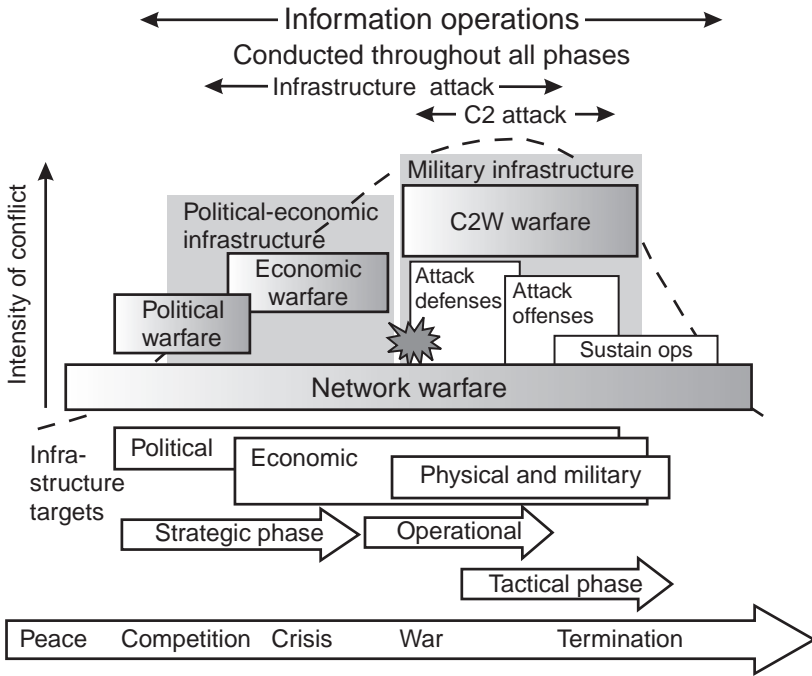 Information operations
Conducted throughout all phases
Infrastructure attack
C2 attack
Military infrastructure
Political-economic
infrastructure
C2W warfare
Economic
warfare
Attack
defenses
Attack
offenses
Political
warfare
Sustain ops
Intensity of conflict
Network warfare
Infra-
structure
targets
Political
Economic
Physical and military
Strategic phase
Operational
Tactical phase
Peace
Competition
Crisis
War
Termination